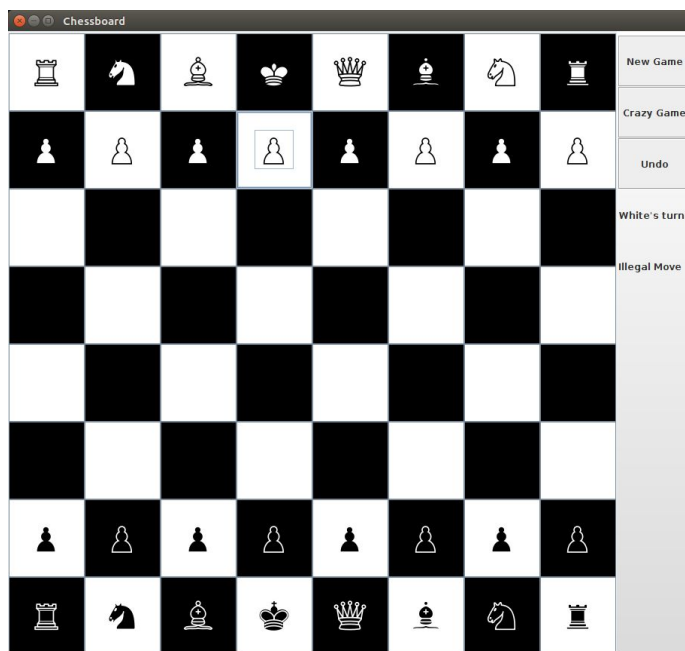 Chessboard
New Game
Crazy Game
Undo
White's turn
Illegal Move